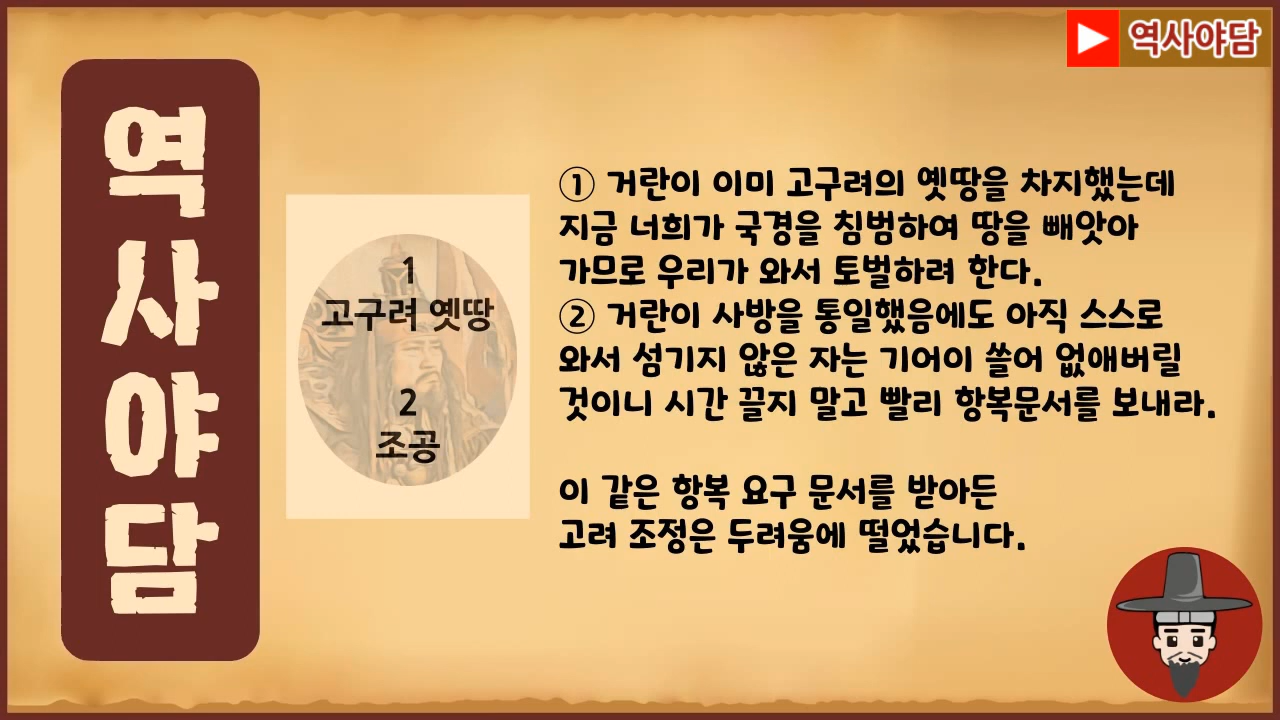 역사야담
역사야담
1
고구려 옛땅
2
조공
① 거란이 이미 고구려의 옛땅을 차지했는데
지금 너희가 국경을 침범하여 땅을 빼앗아
가므로 우리가 와서 토벌하려 한다.
② 거란이 사방을 통일했음에도 아직 스스로
와서 섬기지 않은 자는 기어이 쓸어 없애버릴
것이니 시간 끌지 말고 빨리 항복문서를 보내라.
이 같은 항복 요구 문서를 받아든
고려 조정은 두려움에 떨었습니다.